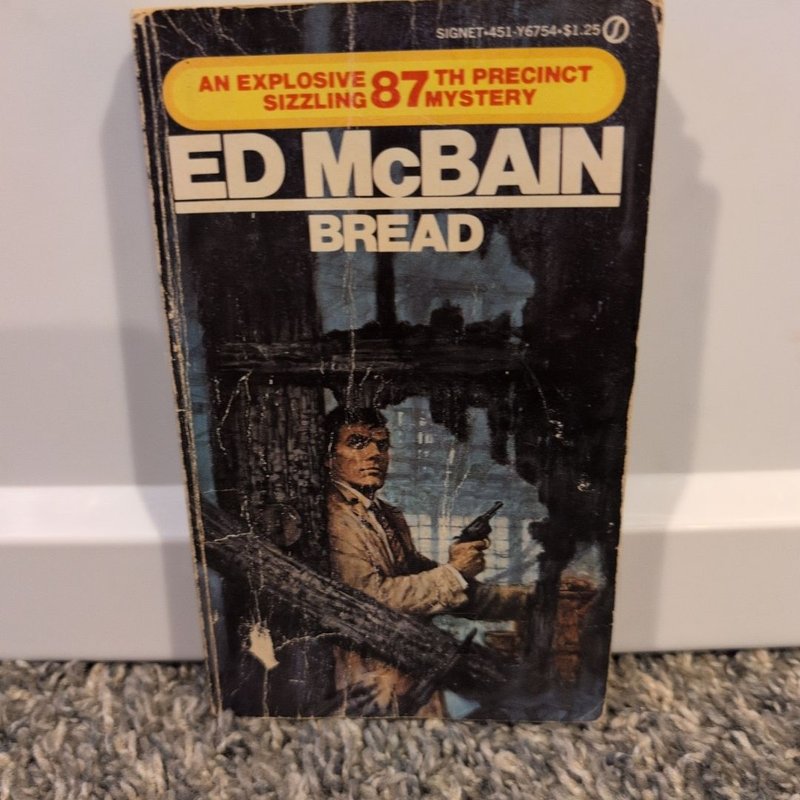 SIGNET•451-Y6754•$1.25
AN EXPLOSIVE 87TH PRECINCT
SIZZLING MYSTERY
ED McBAIN
BREAD